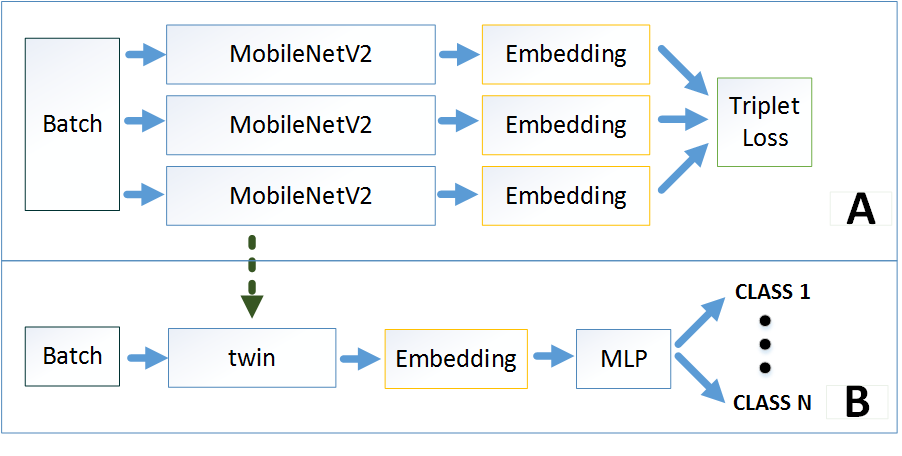 MobileNetV2
Embedding
Batch
MobileNetV2
Embedding
Triplet
Loss
MobileNetV2
Embedding
A
Batch
twin
Embedding
MLP
CLASS 1
CLASS N
B